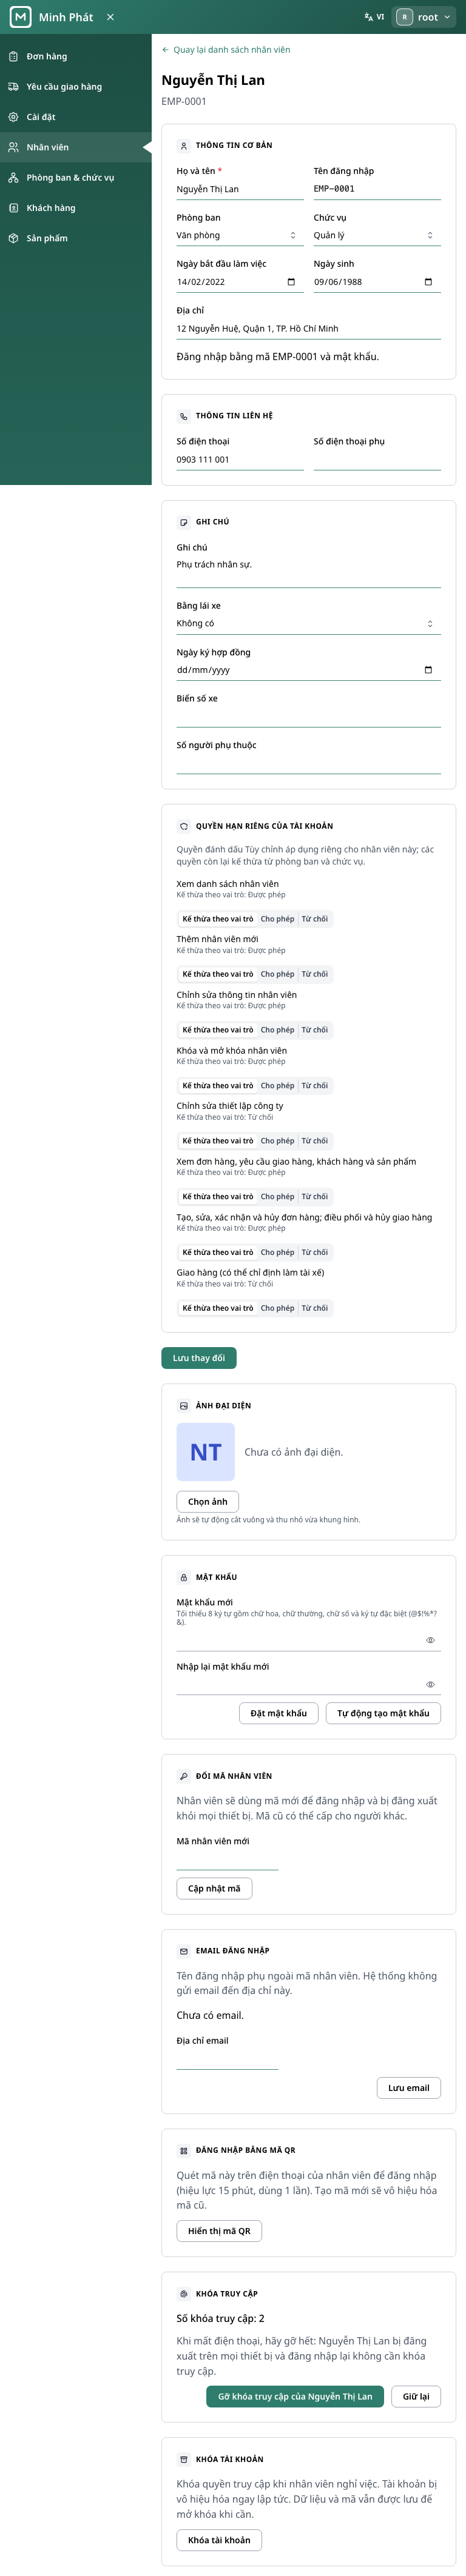 Minh Phát
VI
R
root
Đơn hàng
Yêu cầu giao hàng
Cài đặt
Nhân viên
Phòng ban & chức vụ
Khách hàng
Sản phẩm
Quay lại danh sách nhân viên
Nguyễn Thị Lan
EMP-0001
THÔNG TIN CƠ BẢN
Họ và tên *
Tên đăng nhập
Nguyễn Thị Lan
EMP-0001
Phòng ban
Chức vụ
Văn phòng
Quản lý
Ngày bắt đầu làm việc
Ngày sinh
14/02/2022
09/06/1988
Địa chỉ
12 Nguyễn Huệ, Quận 1, TP. Hồ Chí Minh
Đăng nhập bằng mã EMP-0001 và mật khẩu.
THÔNG TIN LIÊN HỆ
Số điện thoại
Số điện thoại phụ
0903 111 001
GHI CHÚ
Ghi chú
Phụ trách nhân sự.
Bằng lái xe
Không có
Ngày ký hợp đồng
dd/mm/yyyy
Biển số xe
Số người phụ thuộc
QUYỀN HẠN RIÊNG CỦA TÀI KHOẢN
Quyền đánh dấu Tùy chỉnh áp dụng riêng cho nhân viên này; các
quyền còn lại kế thừa từ phòng ban và chức vụ.
Xem danh sách nhân viên
Kế thừa theo vai trò: Được phép
Kế thừa theo vai trò
Cho phép
Từ chối
Thêm nhân viên mới
Kế thừa theo vai trò: Được phép
Kế thừa theo vai trò
Cho phép
Từ chối
Chỉnh sửa thông tin nhân viên
Kế thừa theo vai trò: Được phép
Kế thừa theo vai trò
Cho phép
Từ chối
Khóa và mở khóa nhân viên
Kế thừa theo vai trò: Được phép
Kế thừa theo vai trò
Cho phép
Từ chối
Chỉnh sửa thiết lập công ty
Kế thừa theo vai trò: Từ chối
Kế thừa theo vai trò
Cho phép
Từ chối
Xem đơn hàng, yêu cầu giao hàng, khách hàng và sản phẩm
Kế thừa theo vai trò: Được phép
Kế thừa theo vai trò
Cho phép
Từ chối
Tạo, sửa, xác nhận và hủy đơn hàng; điều phối và hủy giao hàng
Kế thừa theo vai trò: Được phép
Kế thừa theo vai trò
Cho phép
Từ chối
Giao hàng (có thể chỉ định làm tài xế)
Kế thừa theo vai trò: Từ chối
Kế thừa theo vai trò
Cho phép
Từ chối
Lưu thay đổi
ẢNH ĐẠI DIỆN
NT
Chưa có ảnh đại diện.
Chọn ảnh
Ảnh sẽ tự động cắt vuông và thu nhỏ vừa khung hình.
MẬT KHẨU
Mật khẩu mới
Tối thiểu 8 ký tự gồm chữ hoa, chữ thường, chữ số và ký tự đặc biệt (@$!%*?
&).
Nhập lại mật khẩu mới
Đặt mật khẩu
Tự động tạo mật khẩu
ĐỔI MÃ NHÂN VIÊN
Nhân viên sẽ dùng mã mới để đăng nhập và bị đăng xuất
khỏi mọi thiết bị. Mã cũ có thể cấp cho người khác.
Mã nhân viên mới
Cập nhật mã
EMAIL ĐĂNG NHẬP
Tên đăng nhập phụ ngoài mã nhân viên. Hệ thống không
gửi email đến địa chỉ này.
Chưa có email.
Địa chỉ email
Lưu email
ĐĂNG NHẬP BẰNG MÃ QR
Quét mã này trên điện thoại của nhân viên để đăng nhập
(hiệu lực 15 phút, dùng 1 lần). Tạo mã mới sẽ vô hiệu hóa
mã cũ.
Hiển thị mã QR
KHÓA TRUY CẬP
Số khóa truy cập: 2
Khi mất điện thoại, hãy gỡ hết: Nguyễn Thị Lan bị đăng
xuất trên mọi thiết bị và đăng nhập lại không cần khóa
truy cập.
Gỡ khóa truy cập của Nguyễn Thị Lan
Giữ lại
KHÓA TÀI KHOẢN
Khóa quyền truy cập khi nhân viên nghỉ việc. Tài khoản bị
vô hiệu hóa ngay lập tức. Dữ liệu và mã vẫn được lưu để
mở khóa khi cần.
Khóa tài khoản